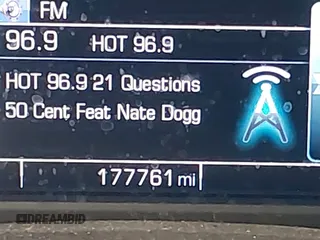 FM
96.9 HOT 96.9
HOT 96.9 21 Questions
50 Cent Feat Nate Dogg
177761 mi
DREAMBID